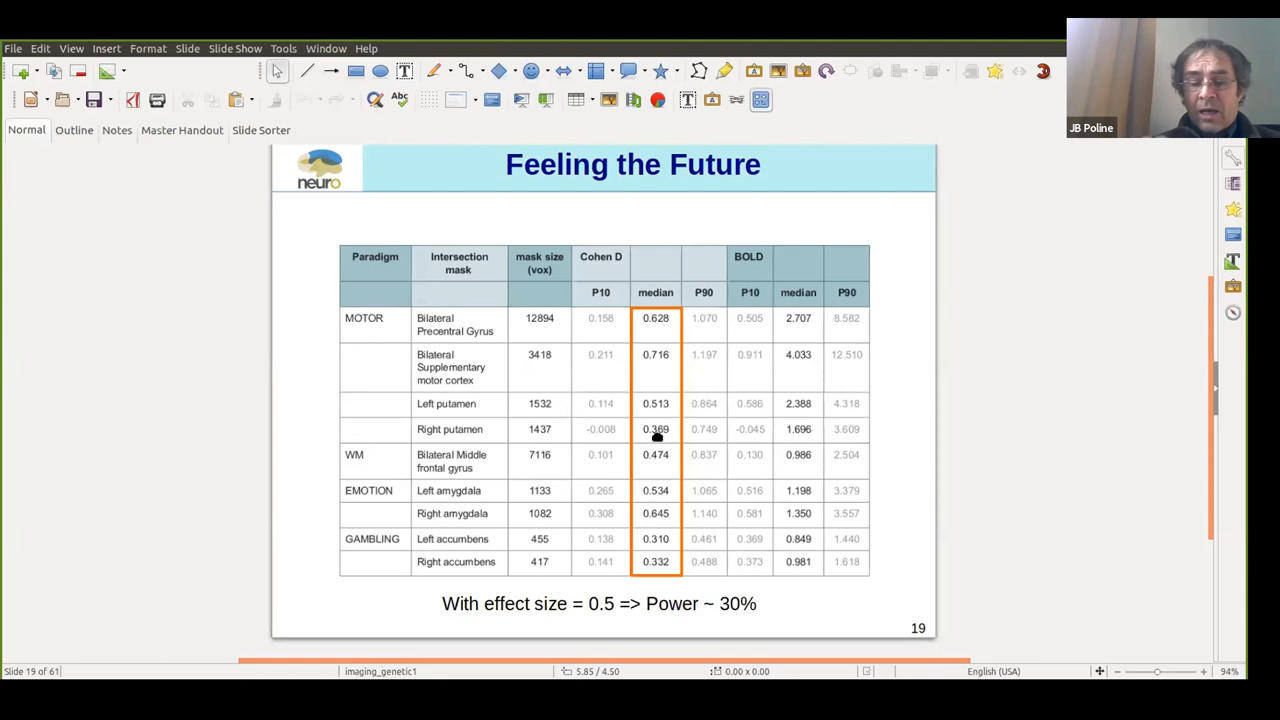 File Edit View Insert Format Slide Slide Show Tools Window Help
JB Poline
Normal Outline Notes Master Handout Slide Sorter
neuro
Feeling the Future
Paradigm Intersection mask mask size (vox) Cohen D BOLD
P10 median P90 P10 median P90
MOTOR Bilateral Precentral Gyrus 12894 0.158 0.628 1.070 0.505 2.707 8.582
Bilateral Supplementary motor cortex 3418 0.211 0.716 1.197 0.911 4.033 12.510
Left putamen 1532 0.114 0.513 0.864 0.586 2.388 4.318
Right putamen 1437 -0.008 0.369 0.749 -0.045 1.696 3.609
WM Bilateral Middle frontal gyrus 7116 0.101 0.474 0.837 0.130 0.986 2.504
EMOTION Left amygdala 1133 0.265 0.534 1.065 0.516 1.198 3.379
Right amygdala 1082 0.308 0.645 1.140 0.581 1.350 3.557
GAMBLING Left accumbens 455 0.138 0.310 0.461 0.369 0.849 1.440
Right accumbens 417 0.141 0.332 0.488 0.373 0.981 1.618
With effect size = 0.5 => Power ~ 30%
19
Slide 19 of 61 imaging_genetic1 5.85 / 4.50 0.00 x 0.00 English (USA) 94%